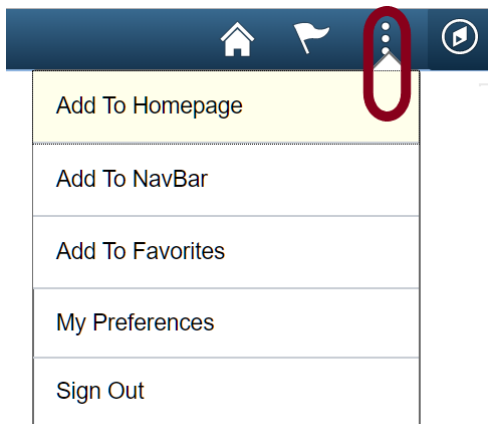 Add To Homepage
Add To NavBar
Add To Favorites
My Preferences
Sign Out